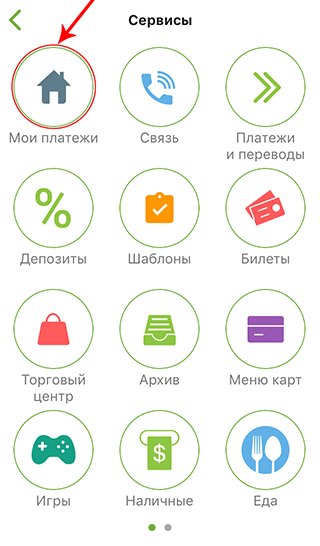 Сервисы
Мои платежи
Связь
Платежи
и переводы
%
Депозиты
Шаблоны
Билеты
Торговый
центр
Архив
Меню карт
$
Игры
Наличные
Еда